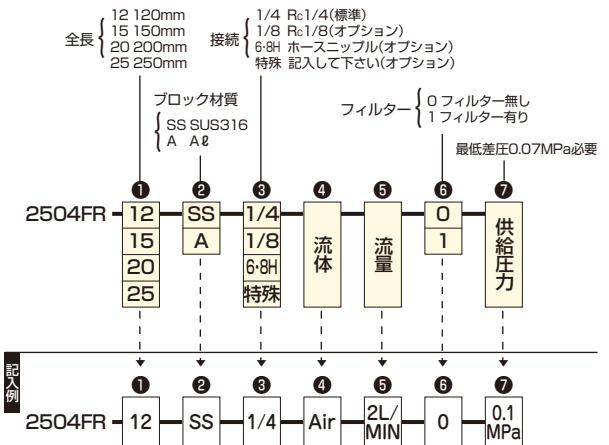 全長
12 120mm
15 150mm
20 200mm
25 250mm
接続
1/4 Rc1/4(標準)
1/8 Rc1/8(オプション)
6・8H ホースニップル(オプション)
特殊 記入して下さい(オプション)
ブロック材質
SS SUS316
A Aℓ
フィルター
0 フィルター無し
1 フィルター有り
最低差圧0.07MPa必要
❶ ❷ ❸ ❹ ❺ ❻ ❼
2504FR 12 SS 1/4 流体 流量 0 供給圧力
15 A 1/8 1
20 6・8H
25 特殊
記入例
❶ ❷ ❸ ❹ ❺ ❻ ❼
2504FR 12 SS 1/4 Air 2L/MIN 0 0.1MPa